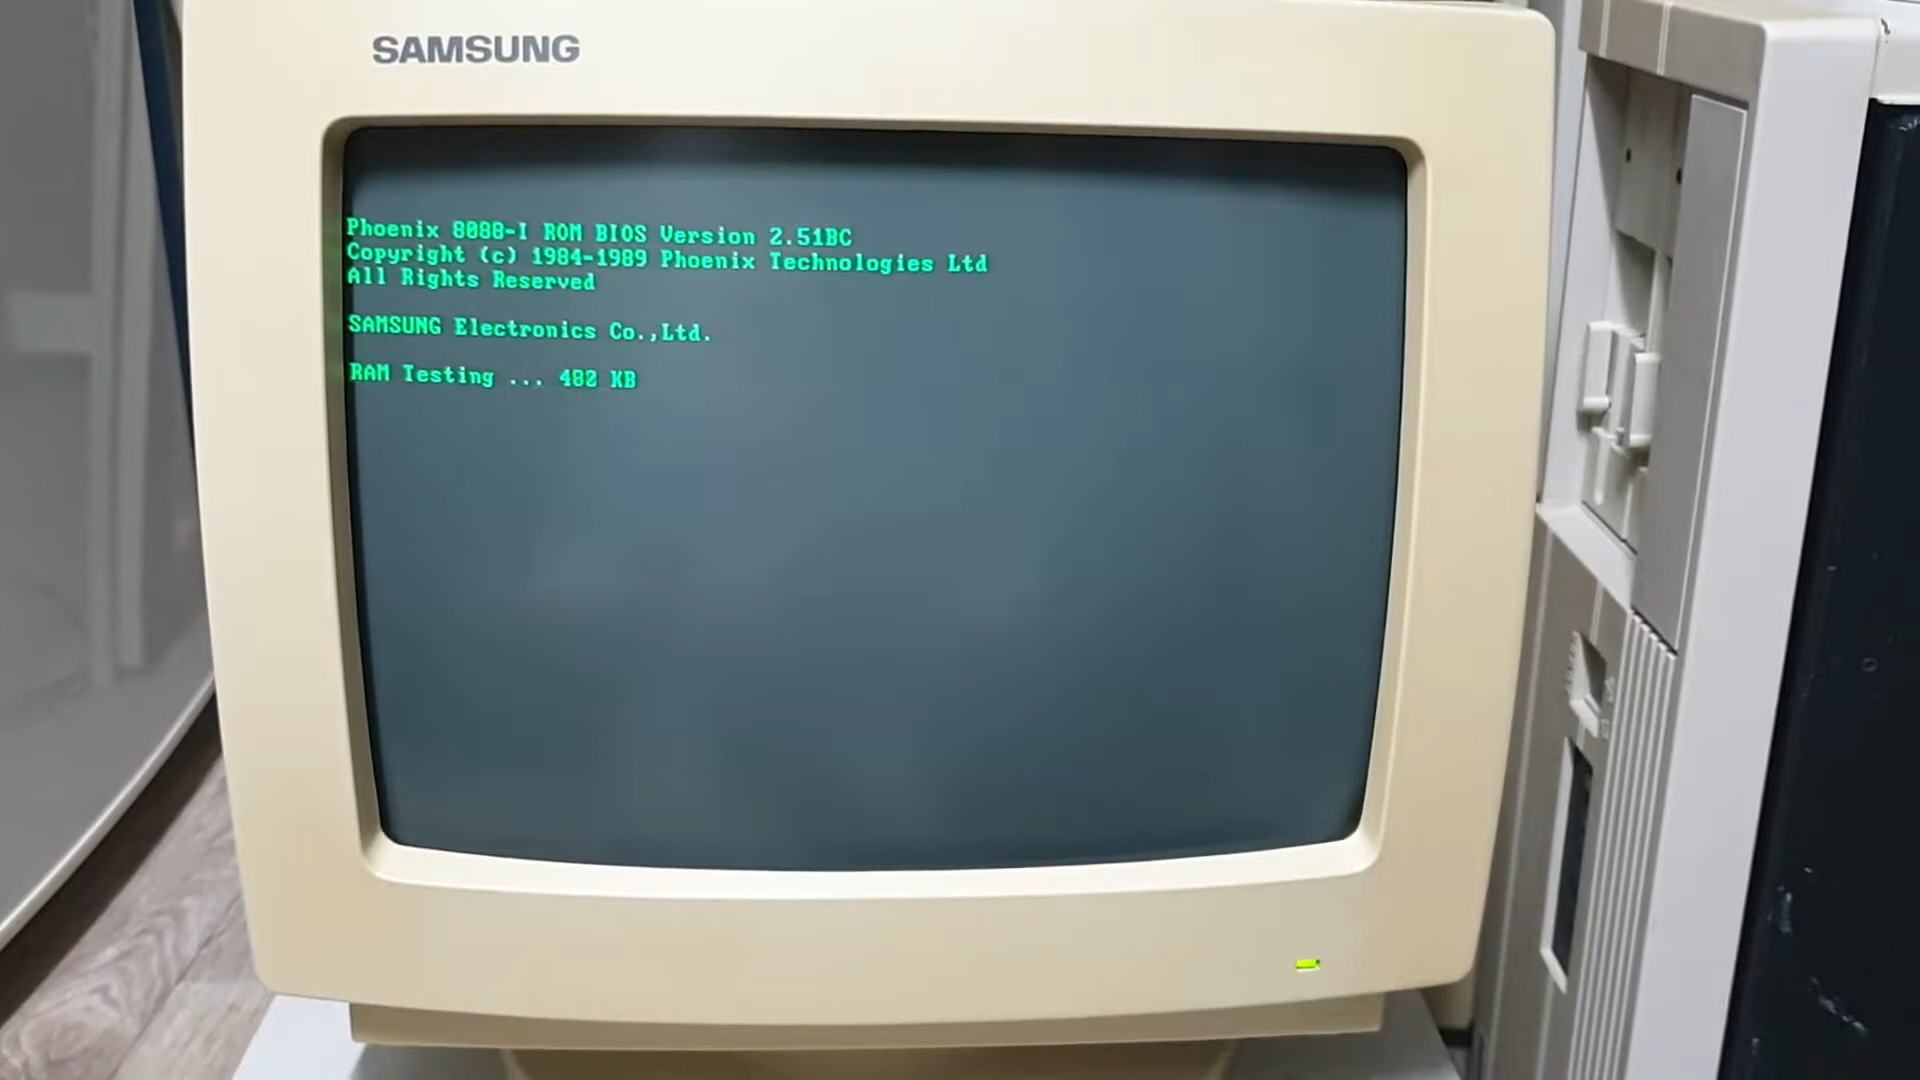 SAMSUNG
Phoenix 8088-I ROM BIOS Version 2.51BC
Copyright (c) 1984-1989 Phoenix Technologies Ltd
All Rights Reserved
SAMSUNG Electronics Co.,Ltd.
RAM Testing ... 480 KB